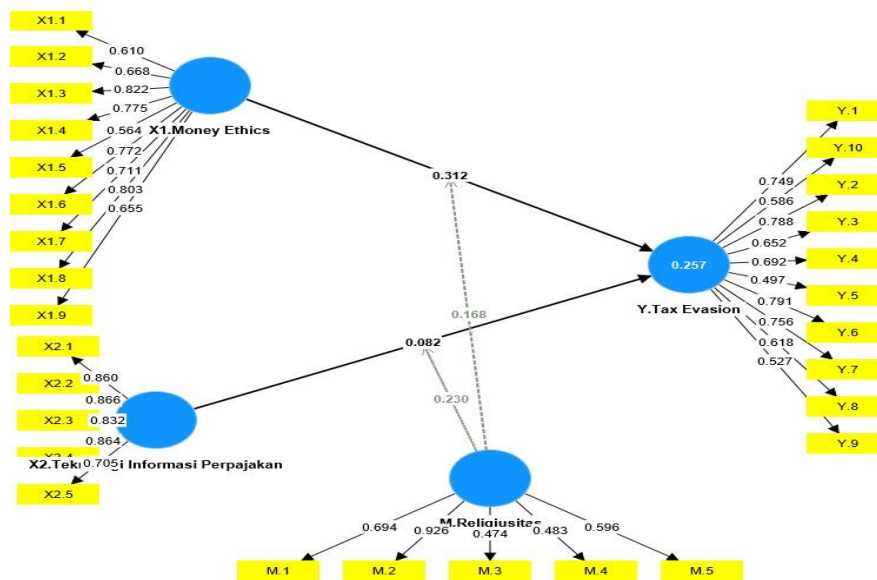 X1.1
X1.2
X1.3
X1.4
X1.5
X1.6
X1.7
X1.8
X1.9
0.610
0.668
0.822
0.775
0.564
0.772
0.711
0.803
0.655
X1.Money Ethics
X2.1
X2.2
X2.3
X2.5
0.860
0.866
0.832
0.864
0.705
Informasi Perpajakan
0.312
0.082
0.168
0.230
M.Religiusitas
0.694
0.926
0.474
0.483
0.596
M.1
M.2
M.3
M.4
M.5
0.257
Y.Tax Evasion
0.749
0.586
0.788
0.652
0.692
0.497
0.791
0.756
0.618
0.527
Y.1
Y.10
Y.2
Y.3
Y.4
Y.5
Y.6
Y.7
Y.8
Y.9